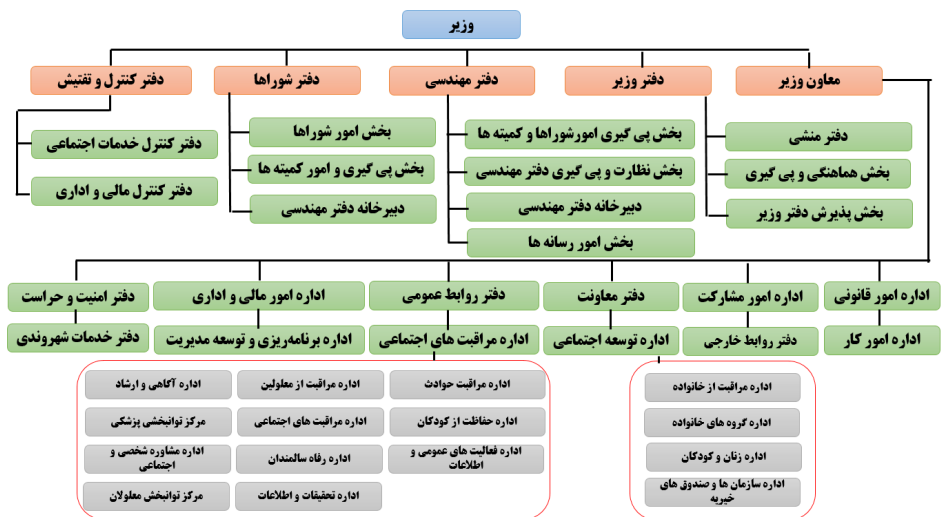 وزیر
معاون وزیر
دفتر وزیر
دفتر مهندسی
دفتر شوراها
دفتر کنترل و تفتیش
دفتر منشی
بخش هماهنگی و پی گیری
بخش پذیرش دفتر وزیر
بخش پی گیری امورشوراها و کمیته ها
بخش نظارت و پی گیری دفتر مهندسی
دبیرخانه دفتر مهندسی
بخش امور رسانه ها
بخش امور شوراها
بخش پی گیری و امور کمیته ها
دبیرخانه دفتر مهندسی
دفتر کنترل خدمات اجتماعی
دفتر کنترل مالی و اداری
اداره امور قانونی
اداره امور مشارکت
دفتر معاونت
دفتر روابط عمومی
اداره امور مالی و اداری
دفتر امنیت و حراست
اداره امور کار
دفتر روابط خارجی
اداره توسعه اجتماعی
اداره مراقبت های اجتماعی
اداره برنامه‌ریزی و توسعه مدیریت
دفتر خدمات شهروندی
اداره مراقبت از خانواده
اداره گروه های خانواده
اداره زنان و کودکان
اداره سازمان ها و صندوق های
خیریه
اداره مراقبت حوادث
اداره حفاظت از کودکان
اداره فعالیت های عمومی و
اطلاعات
اداره مراقبت از معلولین
اداره مراقبت های اجتماعی
اداره رفاه سالمندان
اداره تحقیقات و اطلاعات
اداره آگاهی و ارشاد
مرکز توانبخشی پزشکی
اداره مشاوره شخصی و
اجتماعی
مرکز توانبخش معلولان